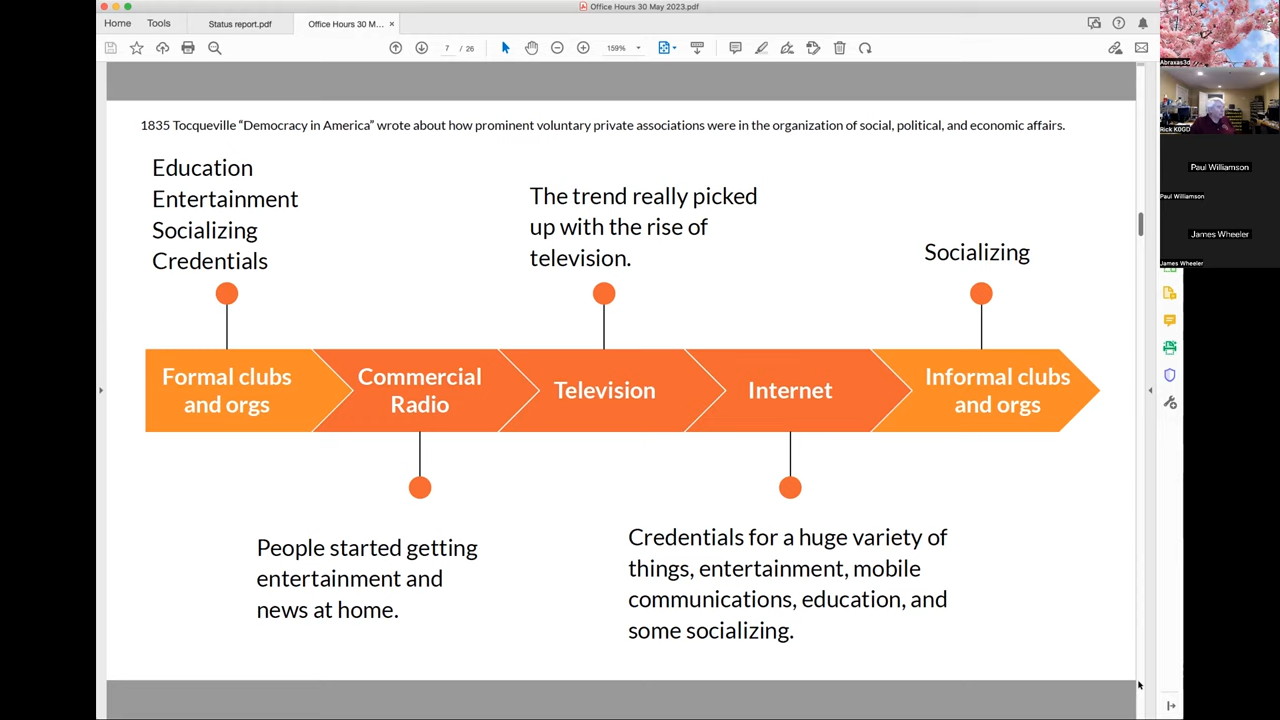 Office Hours 30 May 2023.pdf
Home Tools Status report.pdf Office Hours 30 M... ×
7 / 26 159%
1835 Tocqueville “Democracy in America” wrote about how prominent voluntary private associations were in the organization of social, political, and economic affairs.
Education
Entertainment
Socializing
Credentials
The trend really picked
up with the rise of
television.
Socializing
Formal clubs
and orgs
Commercial
Radio
Television
Internet
Informal clubs
and orgs
People started getting
entertainment and
news at home.
Credentials for a huge variety of
things, entertainment, mobile
communications, education, and
some socializing.
Abraxas3d
Rick K0GD
Paul Williamson
Paul Williamson
James Wheeler
James Wheeler